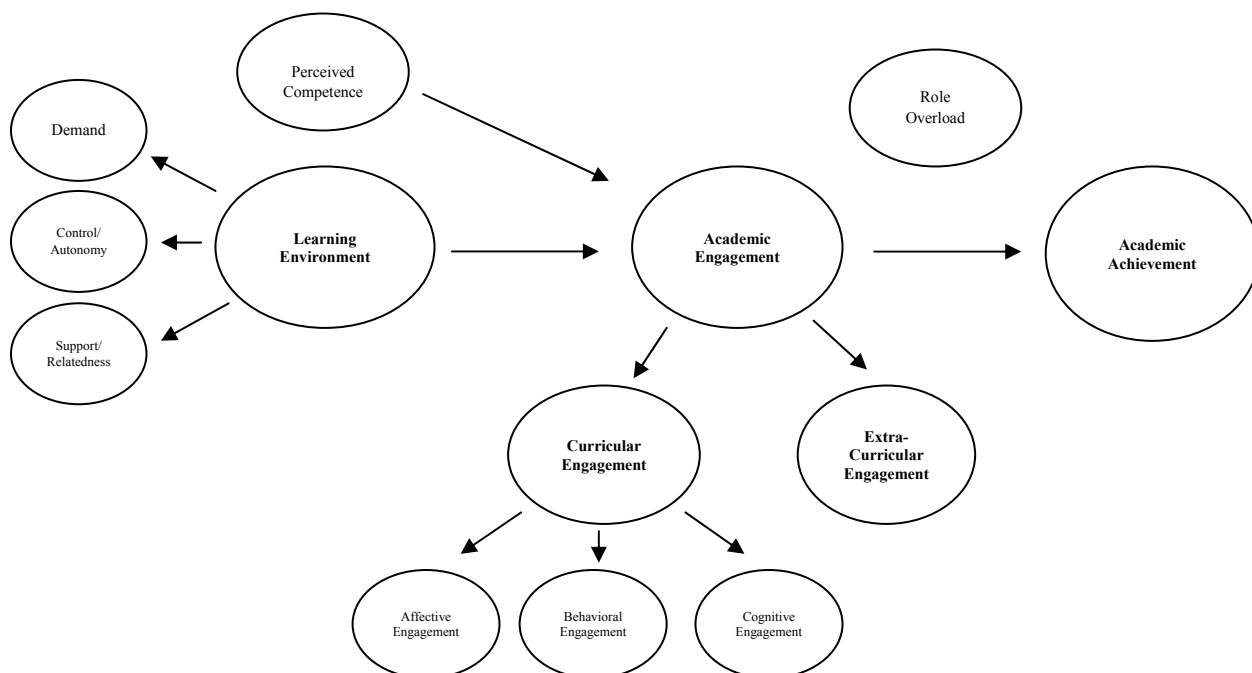 Perceived
Competence
Role
Overload
Demand
Control/
Autonomy
Learning
Environment
Academic
Engagement
Academic
Achievement
Support/
Relatedness
Curricular
Engagement
Extra-
Curricular
Engagement
Affective
Engagement
Behavioral
Engagement
Cognitive
Engagement